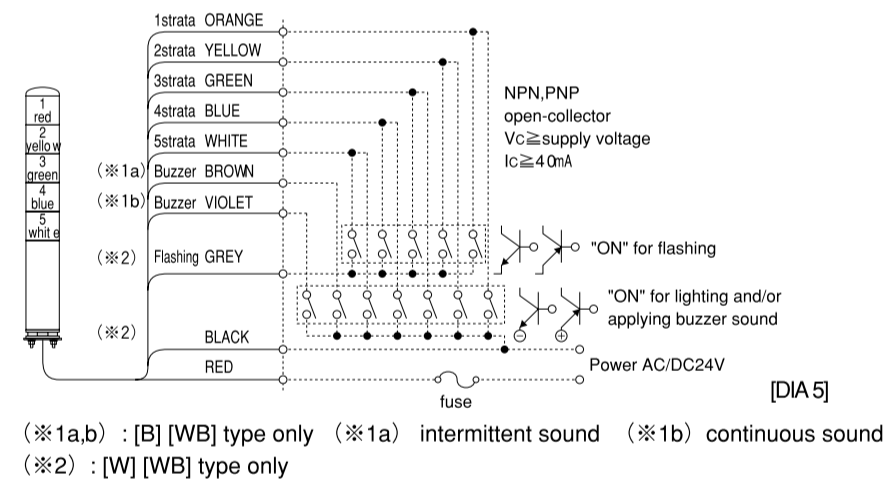 1strata ORANGE
2strata YELLOW
3strata GREEN
4strata BLUE
5strata WHITE
(※1a) Buzzer BROWN
(※1b) Buzzer VIOLET
(※2) Flashing GREY
(※2)
BLACK
RED
1
red
2
yellow
3
green
4
blue
5
white
NPN,PNP
open-collector
Vc≧supply voltage
Ic≧40mA
"ON" for flashing
"ON" for lighting and/or
applying buzzer sound
⊖ ⊕
Power AC/DC24V
fuse
[DIA 5]
(※1a,b) : [B] [WB] type only (※1a) intermittent sound (※1b) continuous sound
(※2) : [W] [WB] type only